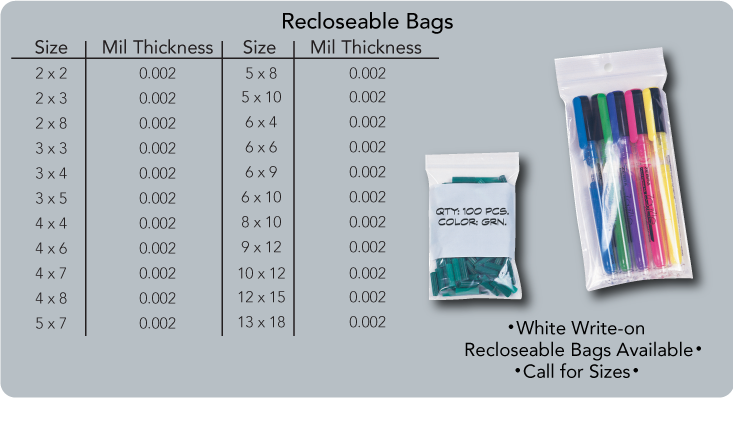 Recloseable Bags
Size Mil Thickness Size Mil Thickness
2 x 2 0.002 5 x 8 0.002
2 x 3 0.002 5 x 10 0.002
2 x 8 0.002 6 x 4 0.002
3 x 3 0.002 6 x 6 0.002
3 x 4 0.002 6 x 9 0.002
3 x 5 0.002 6 x 10 0.002
4 x 4 0.002 8 x 10 0.002
4 x 6 0.002 9 x 12 0.002
4 x 7 0.002 10 x 12 0.002
4 x 8 0.002 12 x 15 0.002
5 x 7 0.002 13 x 18 0.002
QTY: 100 PCS.
COLOR: GRN.
•White Write-on
Recloseable Bags Available•
•Call for Sizes•